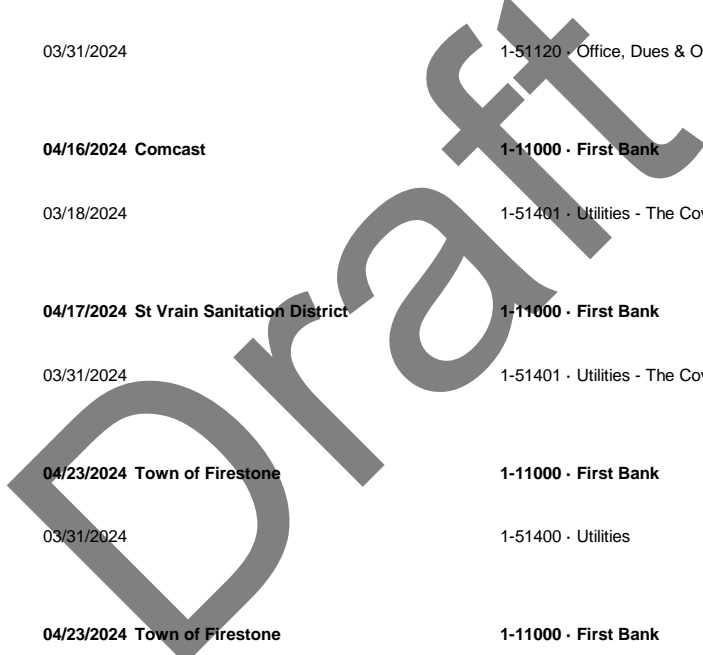 03/31/2024 1-51120 · Office, Dues & O
04/16/2024 Comcast 1-11000 · First Bank
03/18/2024 1-51401 · Utilities - The Cov
04/17/2024 St Vrain Sanitation District 1-11000 · First Bank
03/31/2024 1-51401 · Utilities - The Cov
04/23/2024 Town of Firestone 1-11000 · First Bank
03/31/2024 1-51400 · Utilities
04/23/2024 Town of Firestone 1-11000 · First Bank
Draft